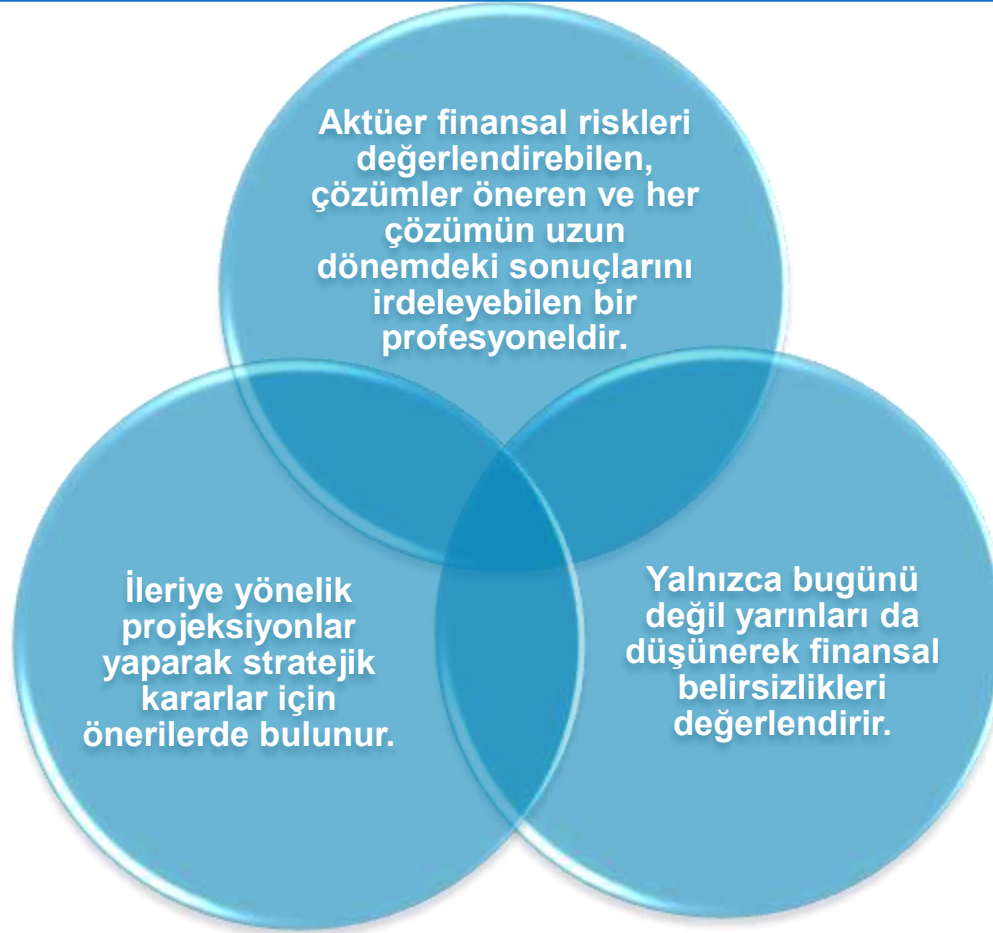 Aktüer finansal riskleri
değerlendirebilen,
çözümler öneren ve her
çözümün uzun
dönemdeki sonuçlarını
irdeleyebilen bir
profesyoneldir.
İleriye yönelik
projeksiyonlar
yaparak stratejik
kararlar için
önerilerde bulunur.
Yalnızca bugünü
değil yarınları da
düşünerek finansal
belirsizlikleri
değerlendirir.